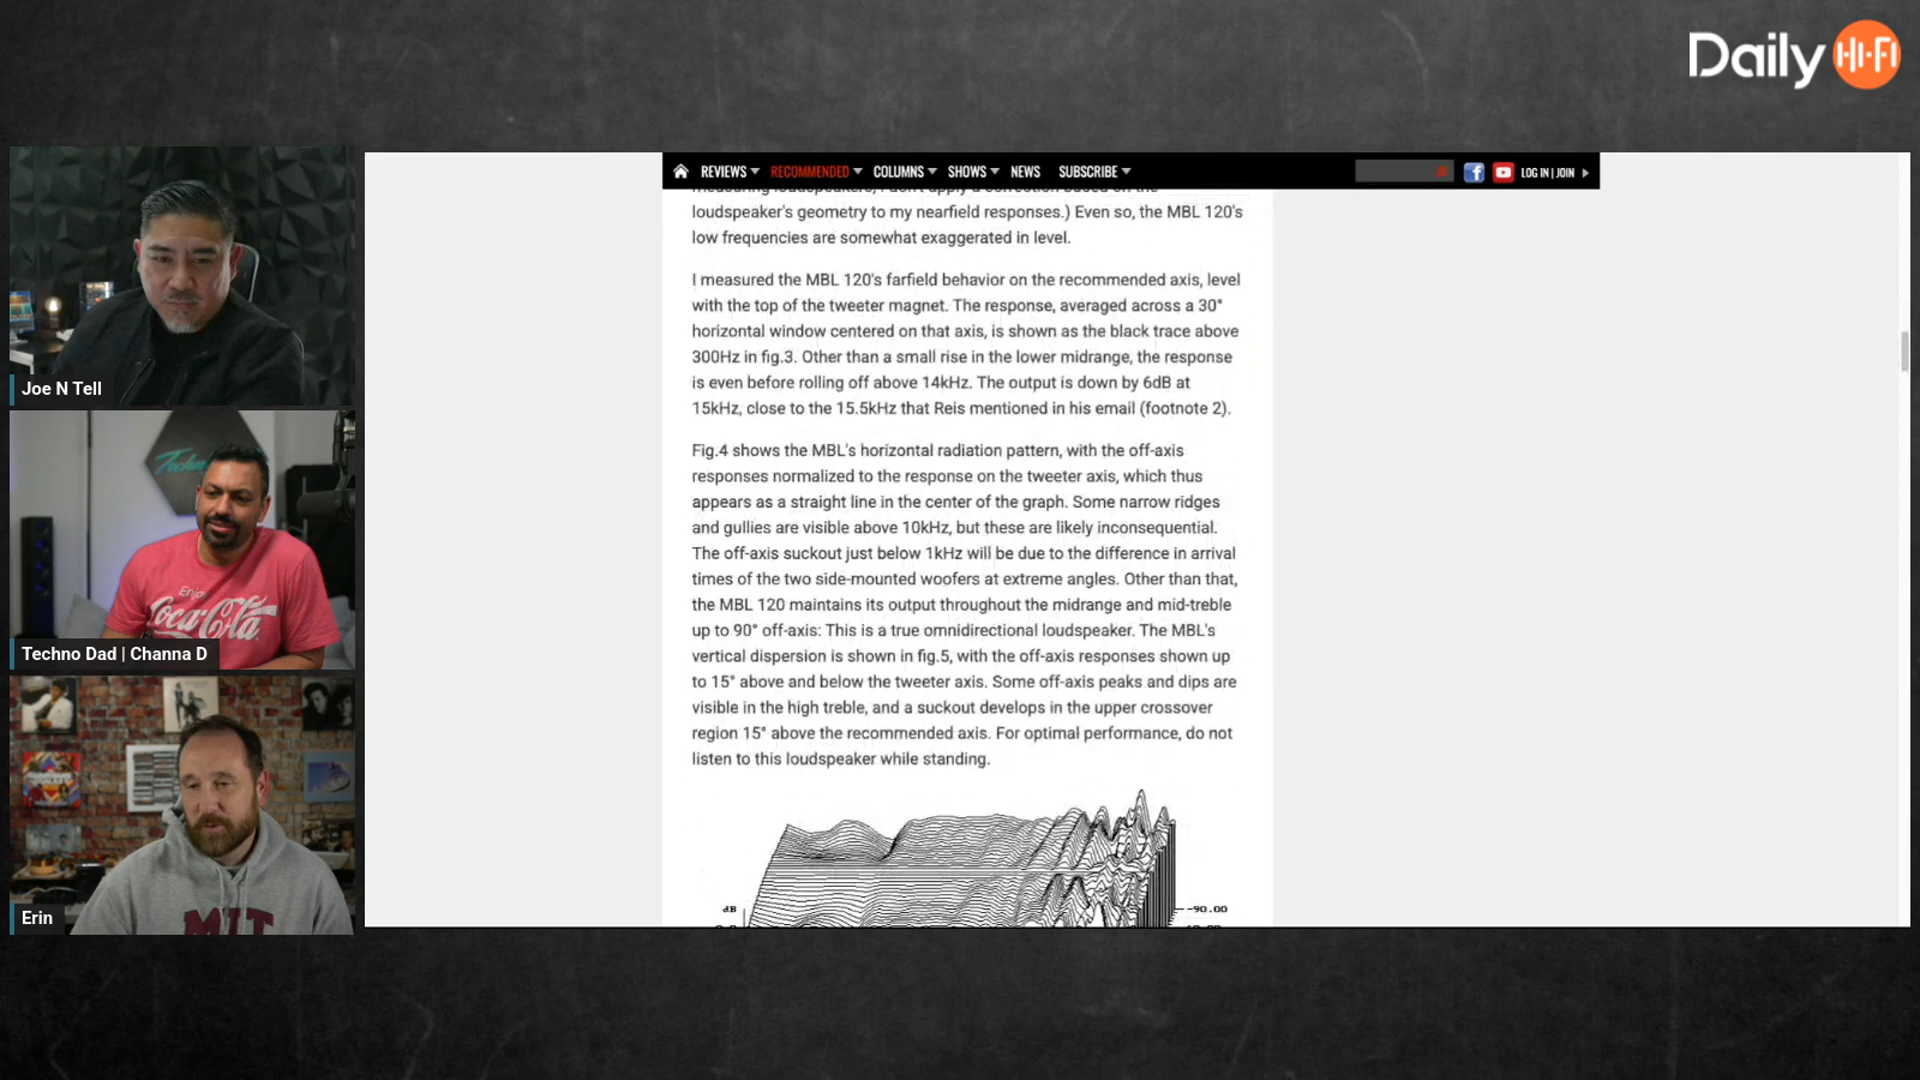 Daily HI-FI
REVIEWS RECOMMENDED COLUMNS SHOWS NEWS SUBSCRIBE LOG IN | JOIN
measuring loudspeakers, I don't apply a correction based on the
loudspeaker's geometry to my nearfield responses.) Even so, the MBL 120's
low frequencies are somewhat exaggerated in level.
I measured the MBL 120's farfield behavior on the recommended axis, level
with the top of the tweeter magnet. The response, averaged across a 30°
horizontal window centered on that axis, is shown as the black trace above
300Hz in fig.3. Other than a small rise in the lower midrange, the response
is even before rolling off above 14kHz. The output is down by 6dB at
15kHz, close to the 15.5kHz that Reis mentioned in his email (footnote 2).
Fig.4 shows the MBL's horizontal radiation pattern, with the off-axis
responses normalized to the response on the tweeter axis, which thus
appears as a straight line in the center of the graph. Some narrow ridges
and gullies are visible above 10kHz, but these are likely inconsequential.
The off-axis suckout just below 1kHz will be due to the difference in arrival
times of the two side-mounted woofers at extreme angles. Other than that,
the MBL 120 maintains its output throughout the midrange and mid-treble
up to 90° off-axis: This is a true omnidirectional loudspeaker. The MBL's
vertical dispersion is shown in fig.5, with the off-axis responses shown up
to 15° above and below the tweeter axis. Some off-axis peaks and dips are
visible in the high treble, and a suckout develops in the upper crossover
region 15° above the recommended axis. For optimal performance, do not
listen to this loudspeaker while standing.
dB
-90.00
Joe N Tell
Techno
Enjoy
Coca-Cola
Techno Dad | Channa D
MIT
Erin